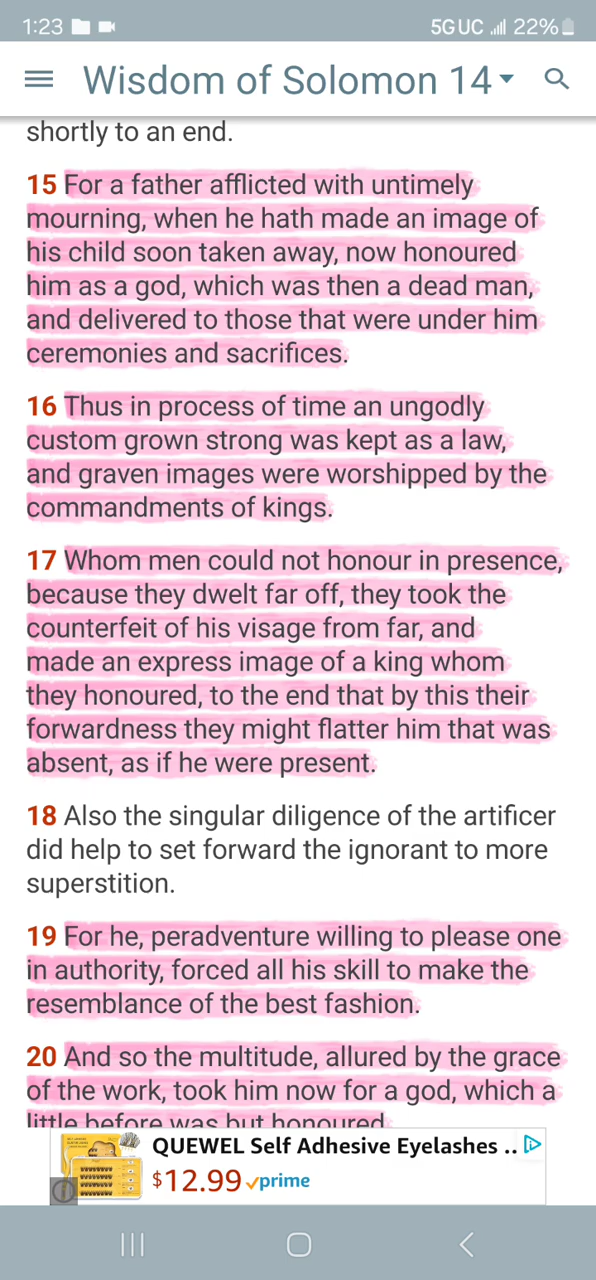 1:23 5G UC 22%
Wisdom of Solomon 14
shortly to an end.
15 For a father afflicted with untimely
mourning, when he hath made an image of
his child soon taken away, now honoured
him as a god, which was then a dead man,
and delivered to those that were under him
ceremonies and sacrifices.
16 Thus in process of time an ungodly
custom grown strong was kept as a law,
and graven images were worshipped by the
commandments of kings.
17 Whom men could not honour in presence,
because they dwelt far off, they took the
counterfeit of his visage from far, and
made an express image of a king whom
they honoured, to the end that by this their
forwardness they might flatter him that was
absent, as if he were present.
18 Also the singular diligence of the artificer
did help to set forward the ignorant to more
superstition.
19 For he, peradventure willing to please one
in authority, forced all his skill to make the
resemblance of the best fashion.
20 And so the multitude, allured by the grace
of the work, took him now for a god, which a
little before was but honoured
QUEWEL Self Adhesive Eyelashes ..
$12.99 prime